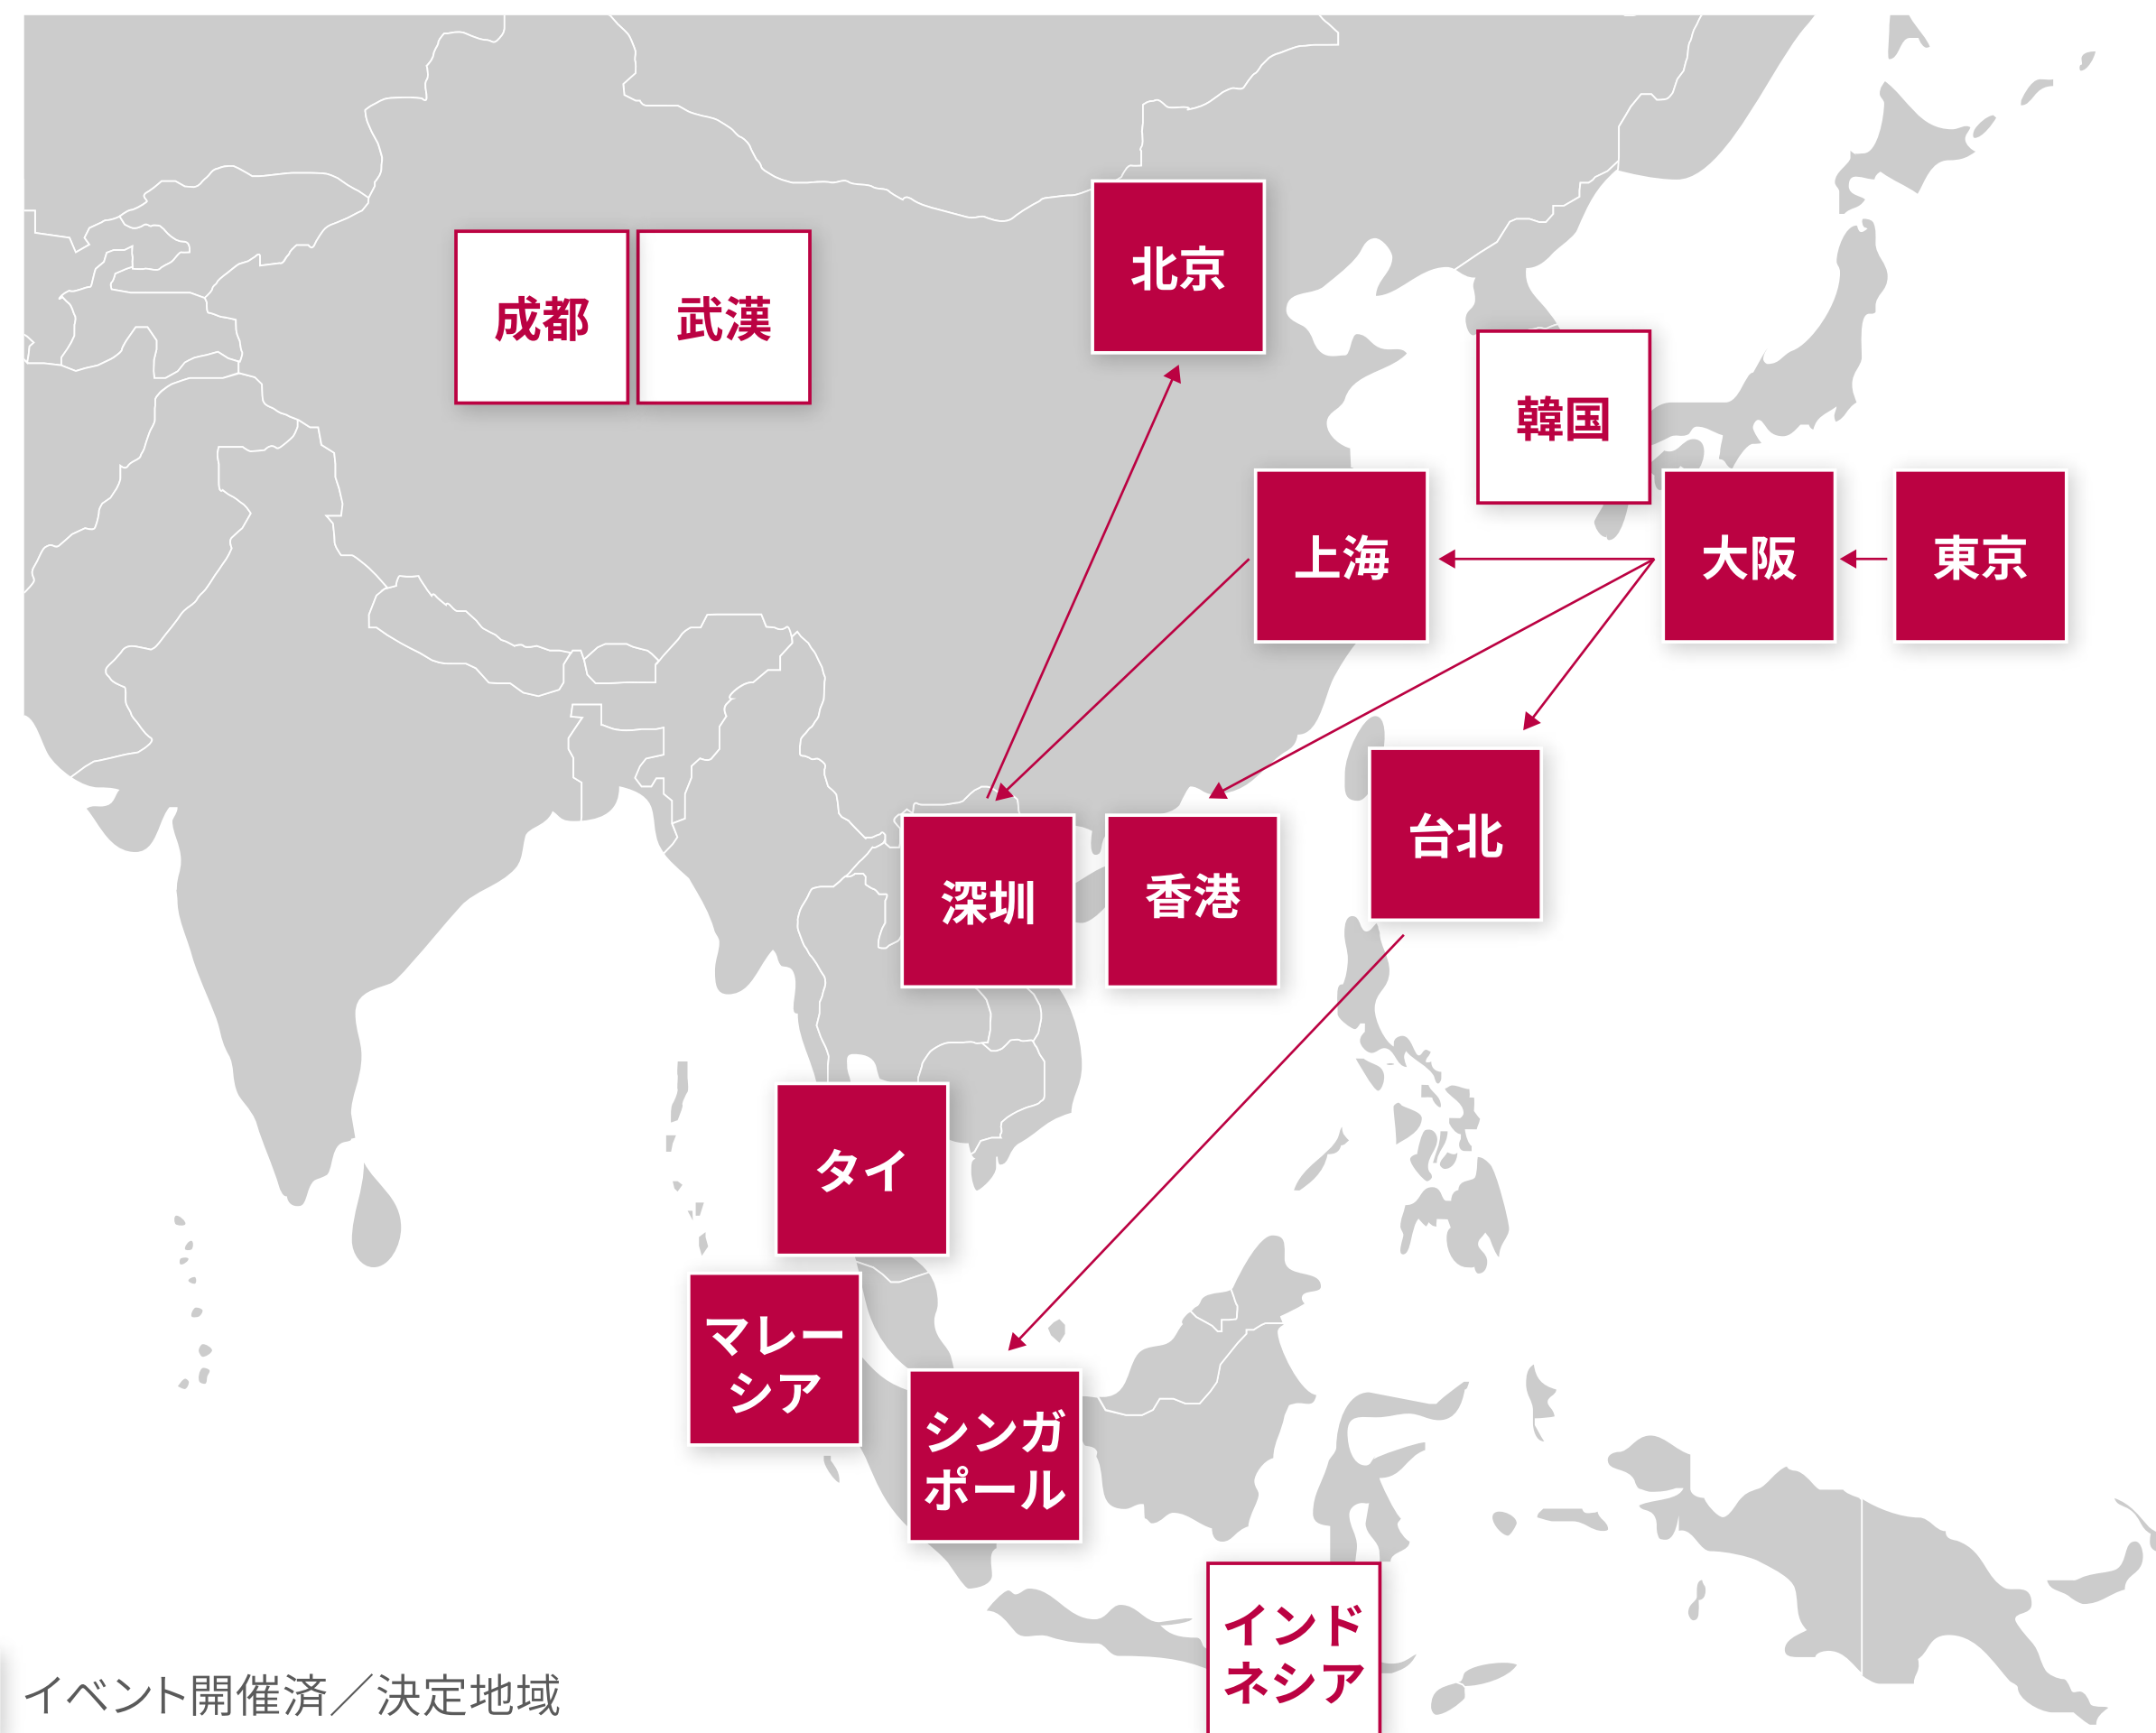 北京
成都
武漢
韓国
上海
大阪
東京
台北
深圳
香港
タイ
マレー
シア
シンガ
ポール
インド
ネシア
イベント開催済／決定地域